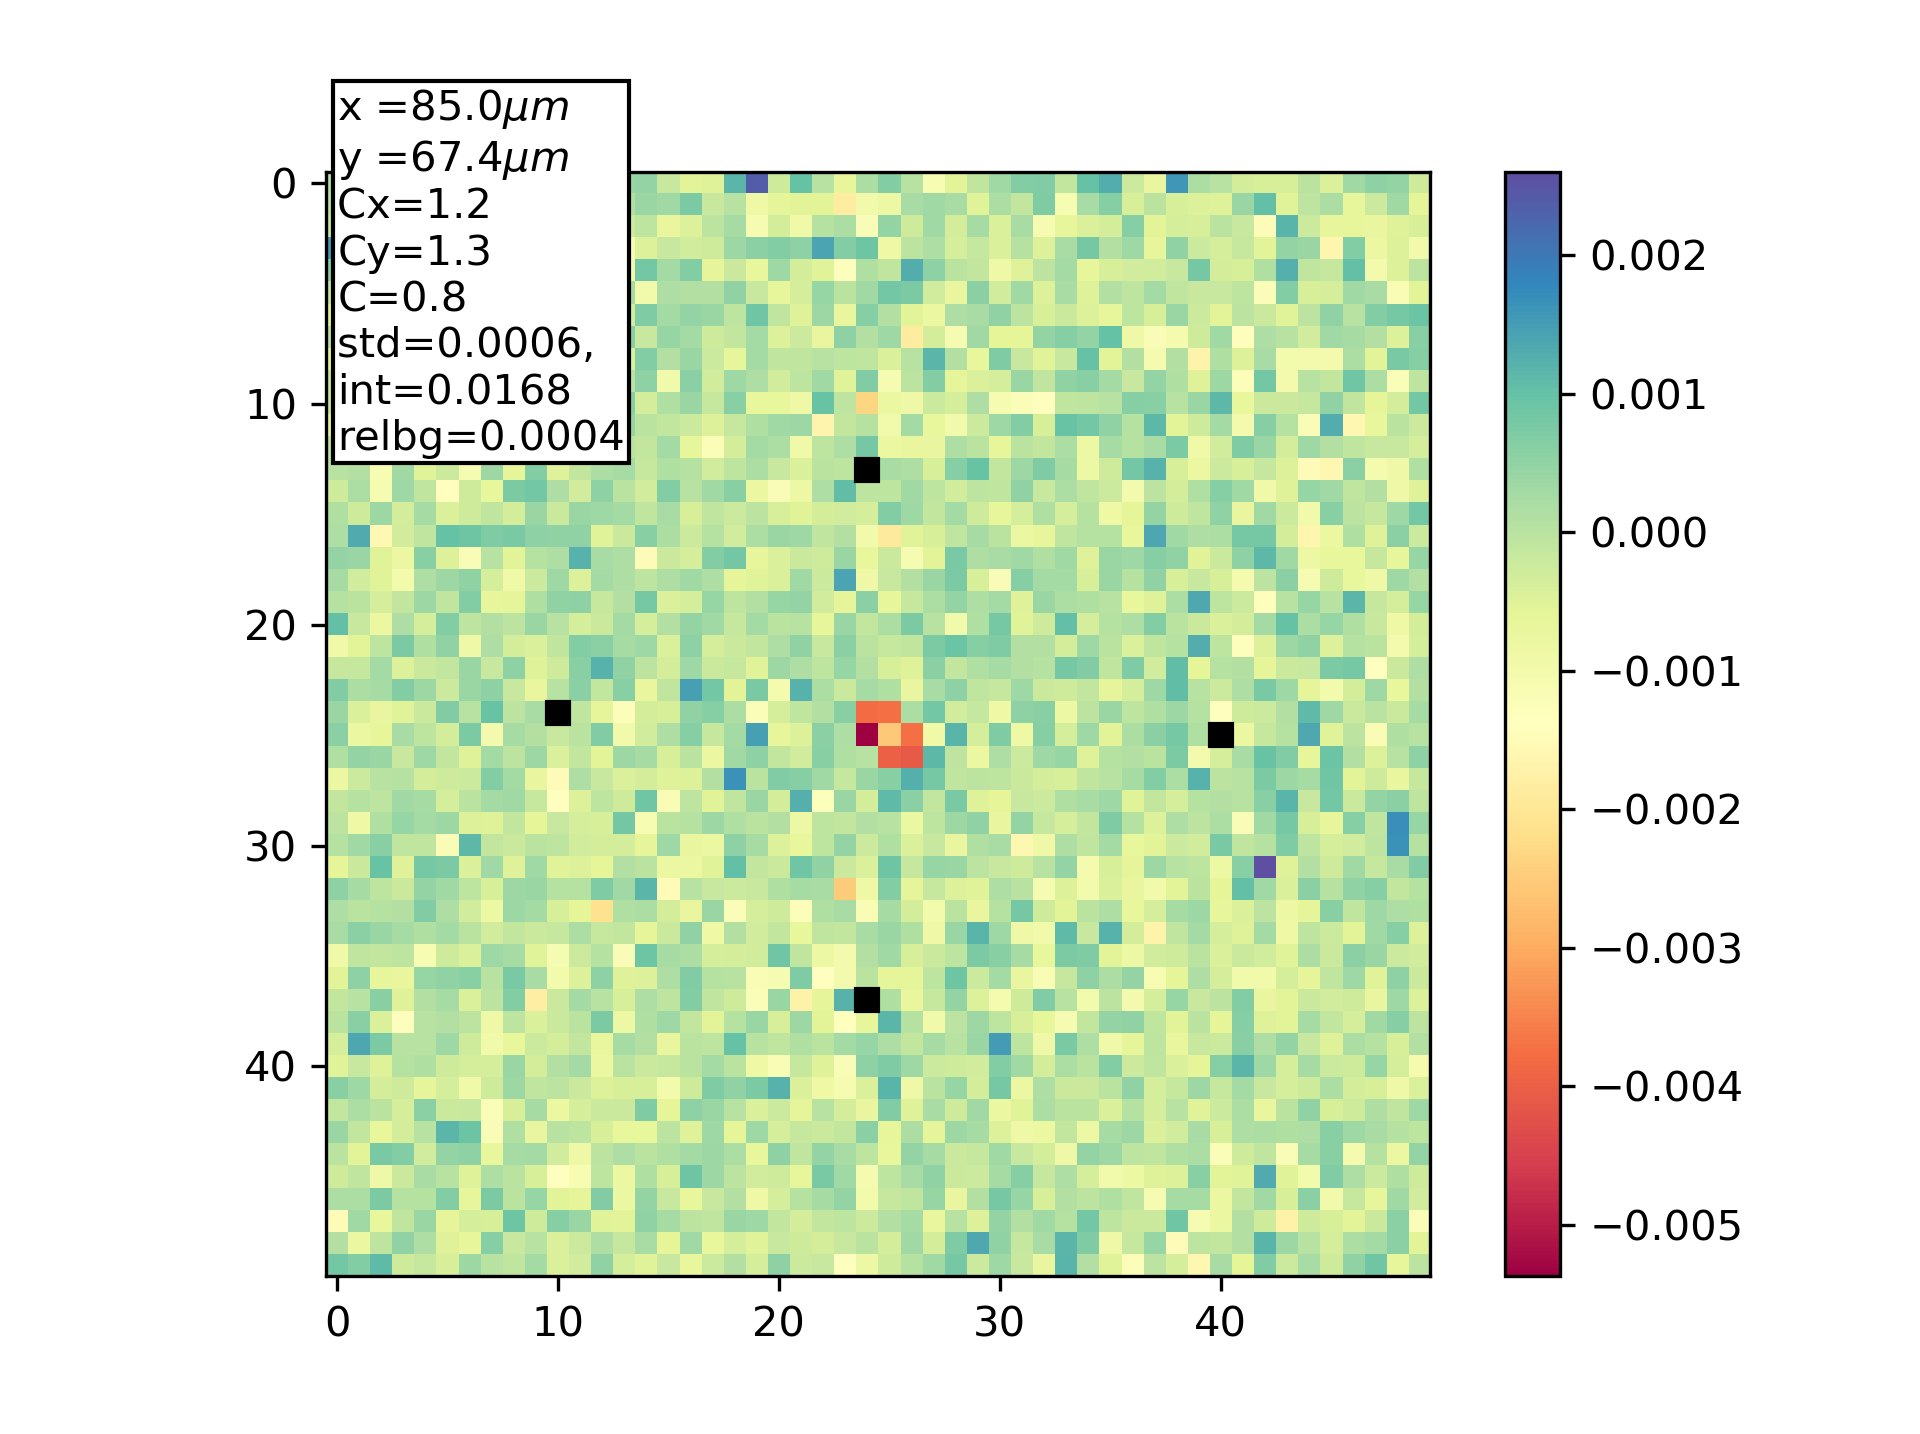 x =85.0μm
y =67.4μm
Cx=1.2
Cy=1.3
C=0.8
std=0.0006,
int=0.0168
relbg=0.0004
0
10
20
30
40
0 10 20 30 40
0.002
0.001
0.000
−0.001
−0.002
−0.003
−0.004
−0.005